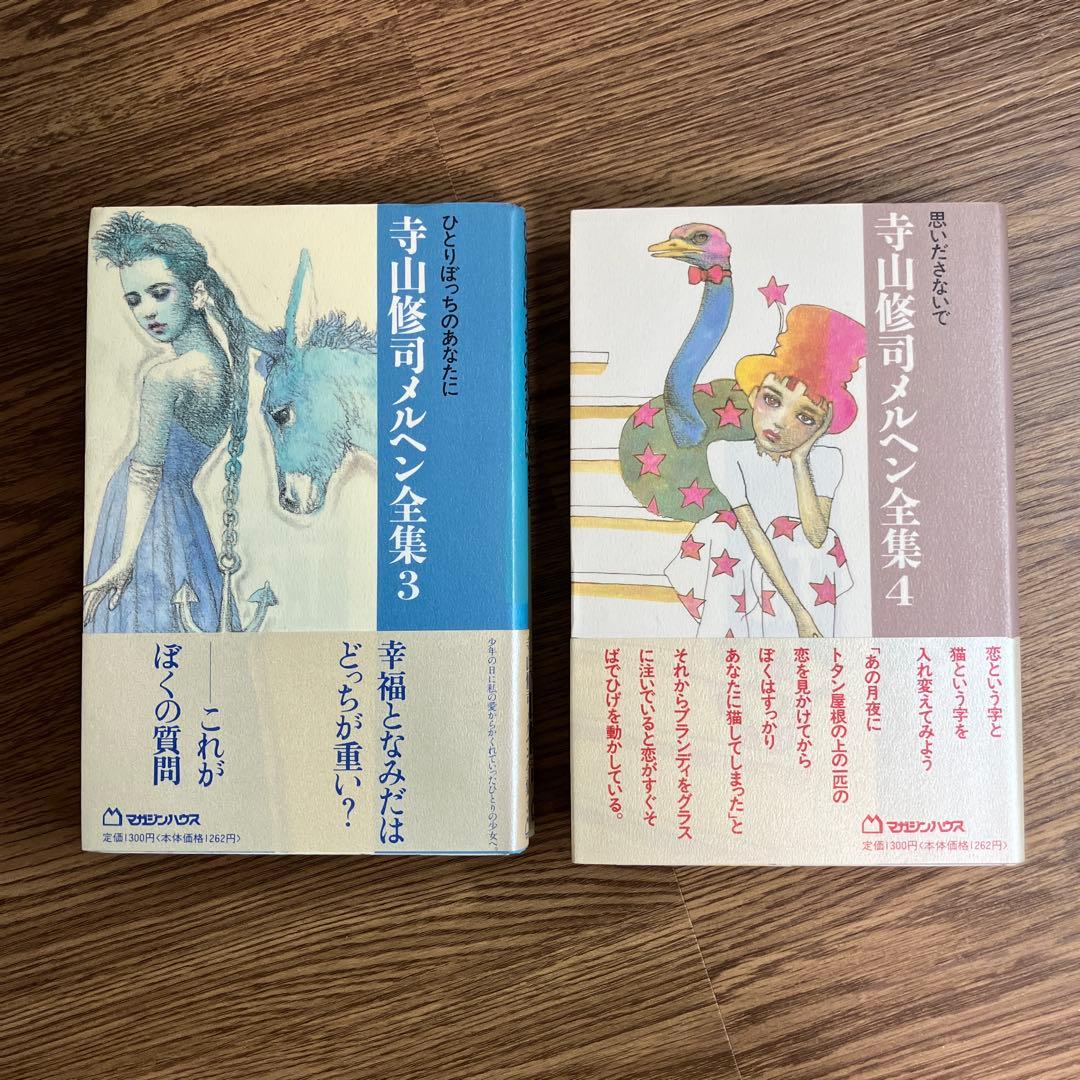 ひとりぼっちのあなたに
寺山修司メルヘン全集3
少年の日に私の愛からかくれていったひとりの少女へ。
幸福となみだは
どっちが重い?
——これが
ぼくの質問
マガジンハウス
定価1300円〈本体価格1262円〉
思いださないで
寺山修司メルヘン全集4
恋という字と
猫という字を
入れ変えてみよう
「あの月夜に
トタン屋根の上の一匹の
恋を見かけてから
ぼくはすっかり
あなたに猫してしまった」と
それからブランディをグラス
に注いでいると恋がすぐそ
ばでひげを動かしている。
マガジンハウス
定価1300円〈本体価格1262円〉